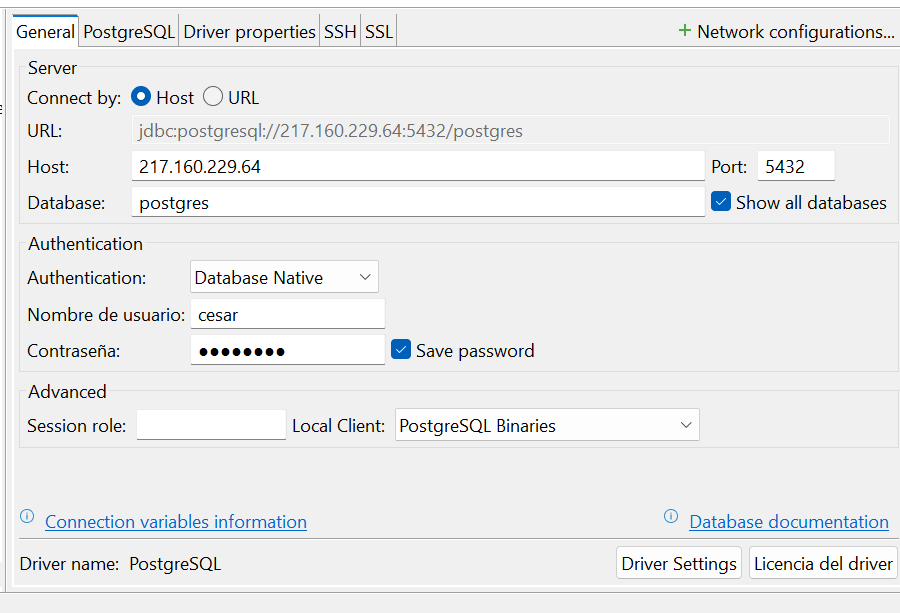 General PostgreSQL Driver properties SSH SSL + Network configurations...
Server
Connect by: Host URL
URL: jdbc:postgresql://217.160.229.64:5432/postgres
Host: 217.160.229.64 Port: 5432
Database: postgres Show all databases
Authentication
Authentication: Database Native
Nombre de usuario: cesar
Contraseña: ●●●●●●●● Save password
Advanced
Session role: Local Client: PostgreSQL Binaries
Connection variables information Database documentation
Driver name: PostgreSQL Driver Settings Licencia del driver